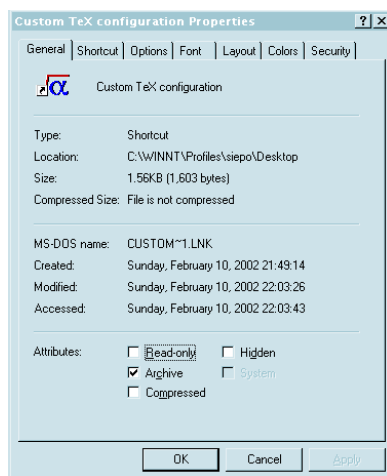 Custom TeX configuration Properties
General Shortcut Options Font Layout Colors Security
Custom TeX configuration
Type: Shortcut
Location: C:\WINNT\Profiles\siepo\Desktop
Size: 1.56KB (1,603 bytes)
Compressed Size: File is not compressed
MS-DOS name: CUSTOM~1.LNK
Created: Sunday, February 10, 2002 21:49:14
Modified: Sunday, February 10, 2002 22:03:26
Accessed: Sunday, February 10, 2002 22:03:43
Attributes: Read-only Hidden
Archive System
Compressed
OK Cancel Apply